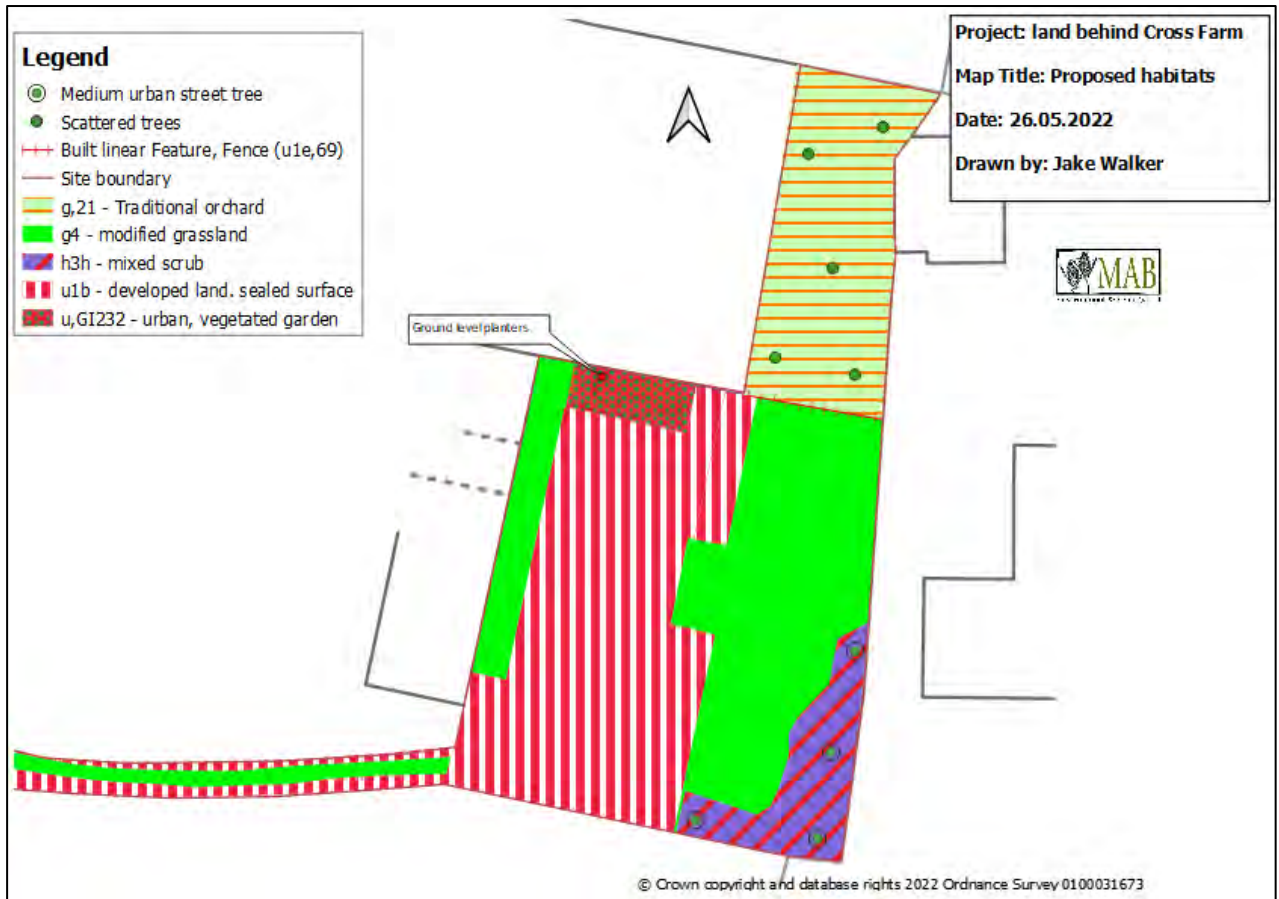 Project: land behind Cross Farm
Map Title: Proposed habitats
Date: 26.05.2022
Drawn by: Jake Walker
Legend
Medium urban street tree
Scattered trees
Built linear Feature, Fence (u1e,69)
Site boundary
g,21 - Traditional orchard
g4 - modified grassland
h3h - mixed scrub
u1b - developed land. sealed surface
u,GI232 - urban, vegetated garden
MAB
Ground level planters
© Crown copyright and database rights 2022 Ordnance Survey 0100031673